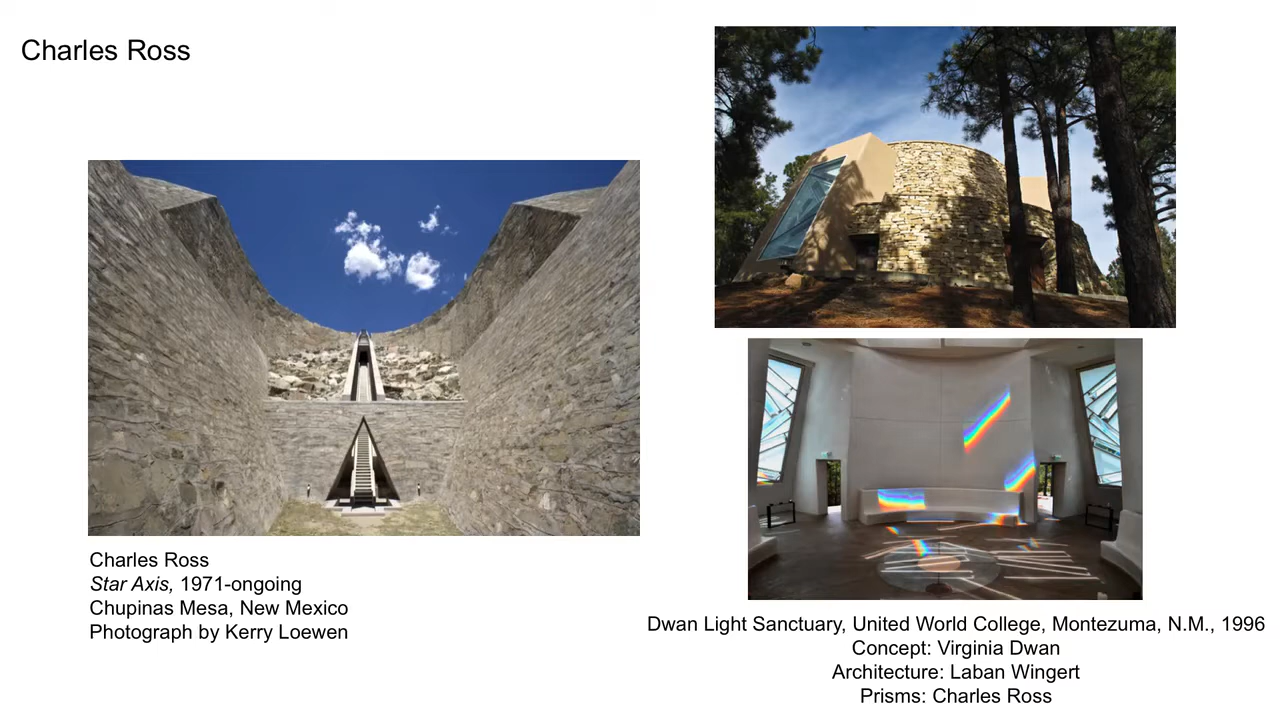 Charles Ross
Charles Ross
Star Axis, 1971-ongoing
Chupinas Mesa, New Mexico
Photograph by Kerry Loewen
Dwan Light Sanctuary, United World College, Montezuma, N.M., 1996
Concept: Virginia Dwan
Architecture: Laban Wingert
Prisms: Charles Ross